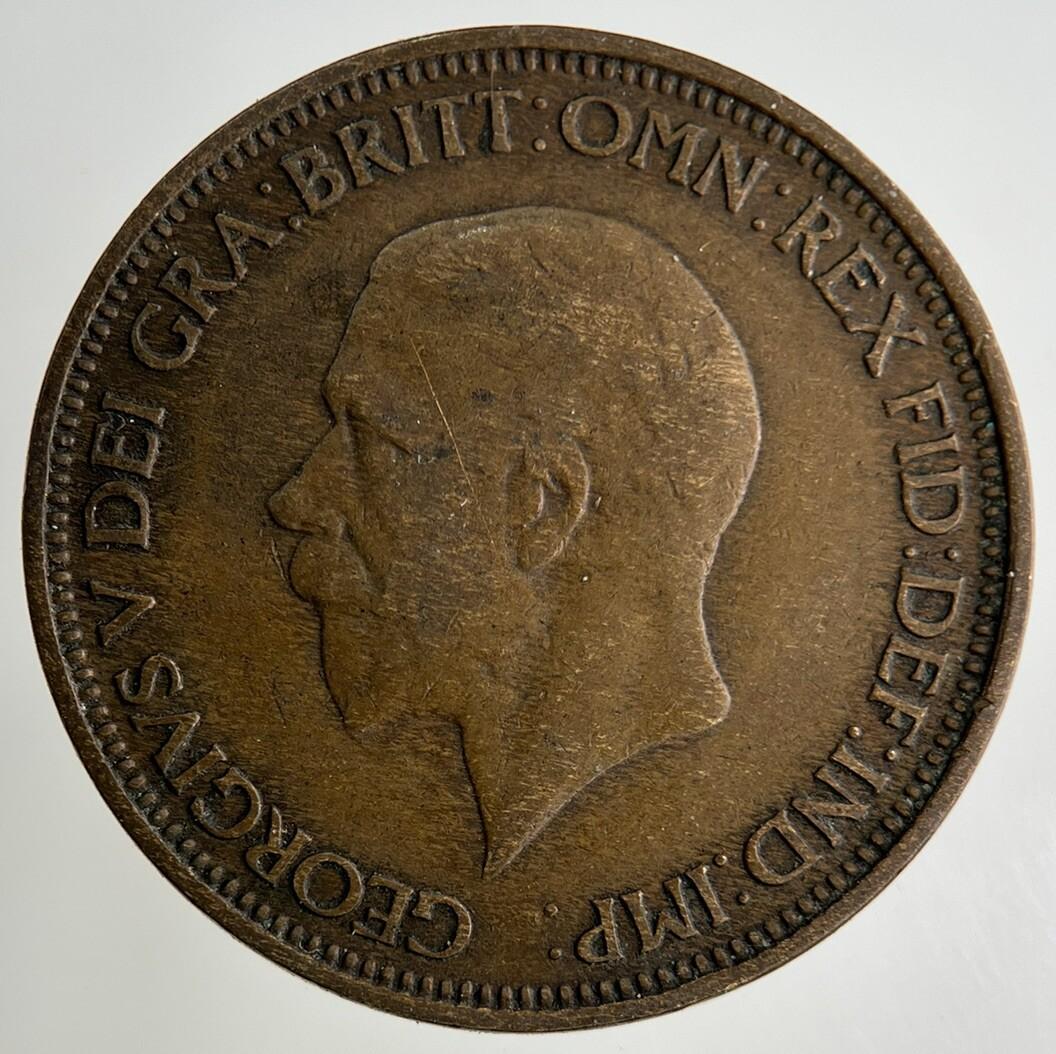 GEORGIVS V DEI GRA: BRITT: OMN: REX FID: DEF: IND: IMP: